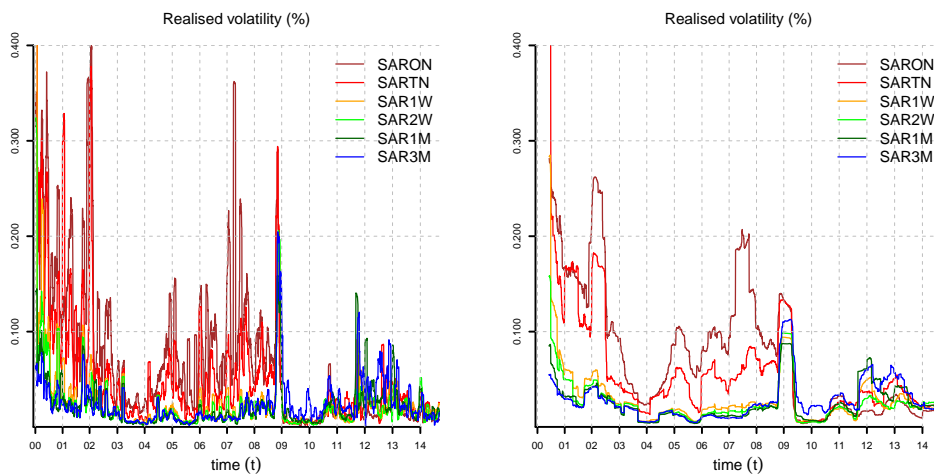 Realised volatility (%)
0.400
0.300
0.200
0.100
SARON
SARTN
SAR1W
SAR2W
SAR1M
SAR3M
00 01 02 03 04 05 06 07 08 09 10 11 12 13 14
time (t)
Realised volatility (%)
0.400
0.300
0.200
0.100
SARON
SARTN
SAR1W
SAR2W
SAR1M
SAR3M
00 01 02 03 04 05 06 07 08 09 10 11 12 13 14
time (t)